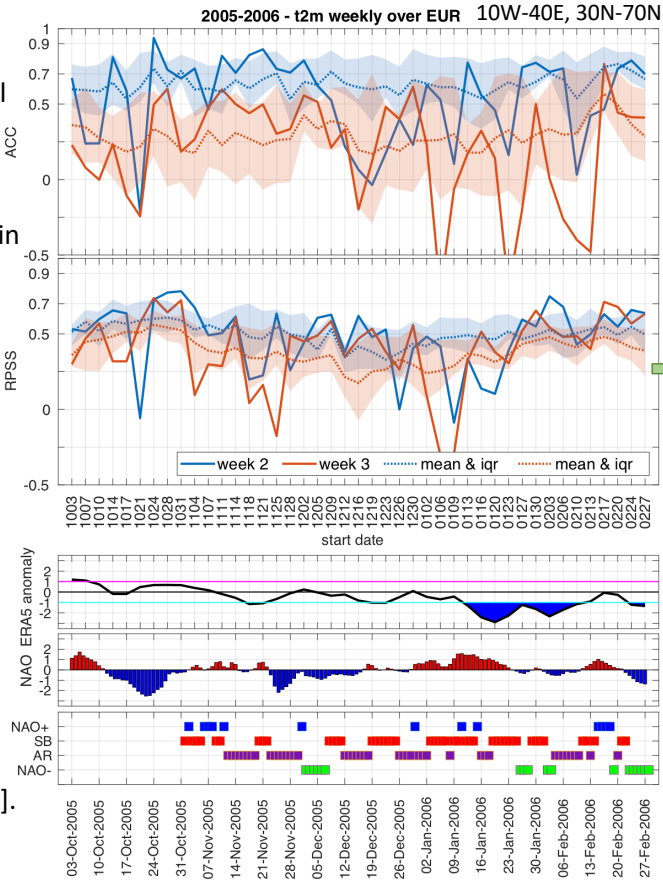 2005-2006 - t2m weekly over EUR 10W-40E, 30N-70N
1
0.9
0.7
0.5
0
-0.5
ACC
l
in
0.9
0.7
0.5
0
-0.5
RPSS
week 2 week 3 mean & iqr mean & iqr
1003 1007 1010 1014 1017 1021 1024 1028 1031 1104 1107 1111 1114 1118 1121 1125 1128 1202 1205 1209 1212 1216 1219 1223 1226 1230 0102 0106 0109 0113 0116 0120 0123 0127 0130 0203 0206 0210 0213 0217 0220 0224 0227
start date
ERA5 anomaly
2
1
0
-1
-2
NAO
2
1
0
-1
-2
NAO+
SB
AR
NAO-
].
03-Oct-2005 10-Oct-2005 17-Oct-2005 24-Oct-2005 31-Oct-2005 07-Nov-2005 14-Nov-2005 21-Nov-2005 28-Nov-2005 05-Dec-2005 12-Dec-2005 19-Dec-2005 26-Dec-2005 02-Jan-2006 09-Jan-2006 16-Jan-2006 23-Jan-2006 30-Jan-2006 06-Feb-2006 13-Feb-2006 20-Feb-2006 27-Feb-2006